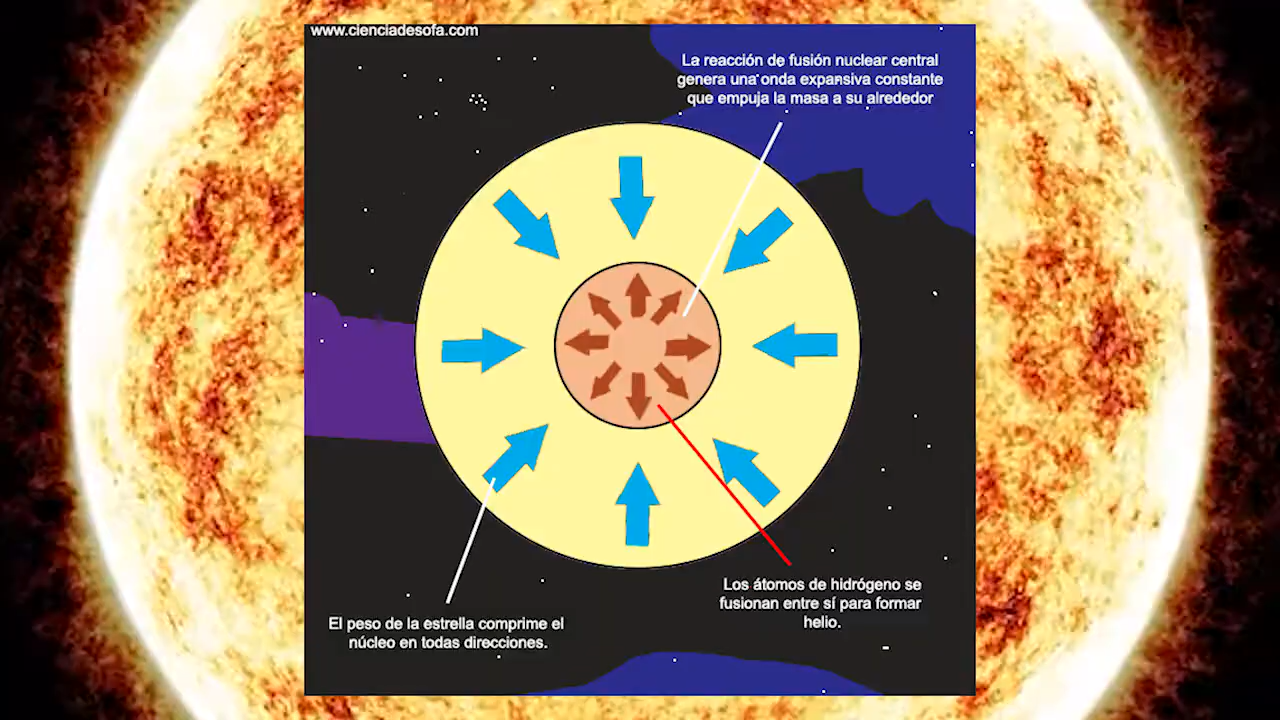 www.cienciadesofa.com
La reacción de fusión nuclear central
genera una onda expansiva constante
que empuja la masa a su alrededor
Los átomos de hidrógeno se
fusionan entre sí para formar
helio.
El peso de la estrella comprime el
núcleo en todas direcciones.